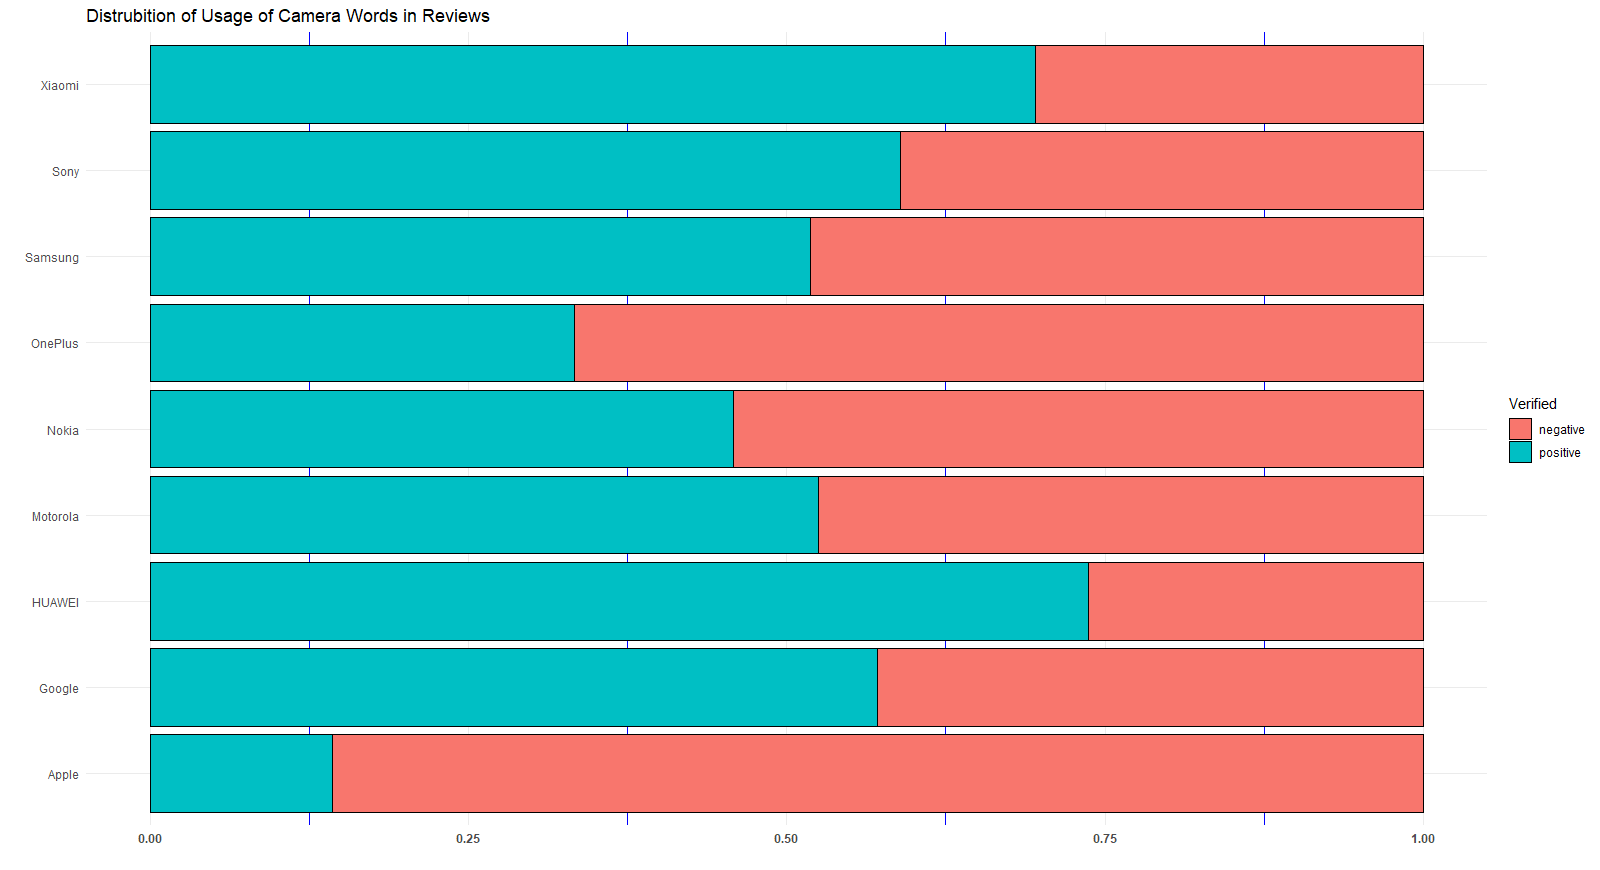 Distrubition of Usage of Camera Words in Reviews
Xiaomi
Sony
Samsung
OnePlus
Nokia
Motorola
HUAWEI
Google
Apple
0.00 0.25 0.50 0.75 1.00
Verified
negative
positive